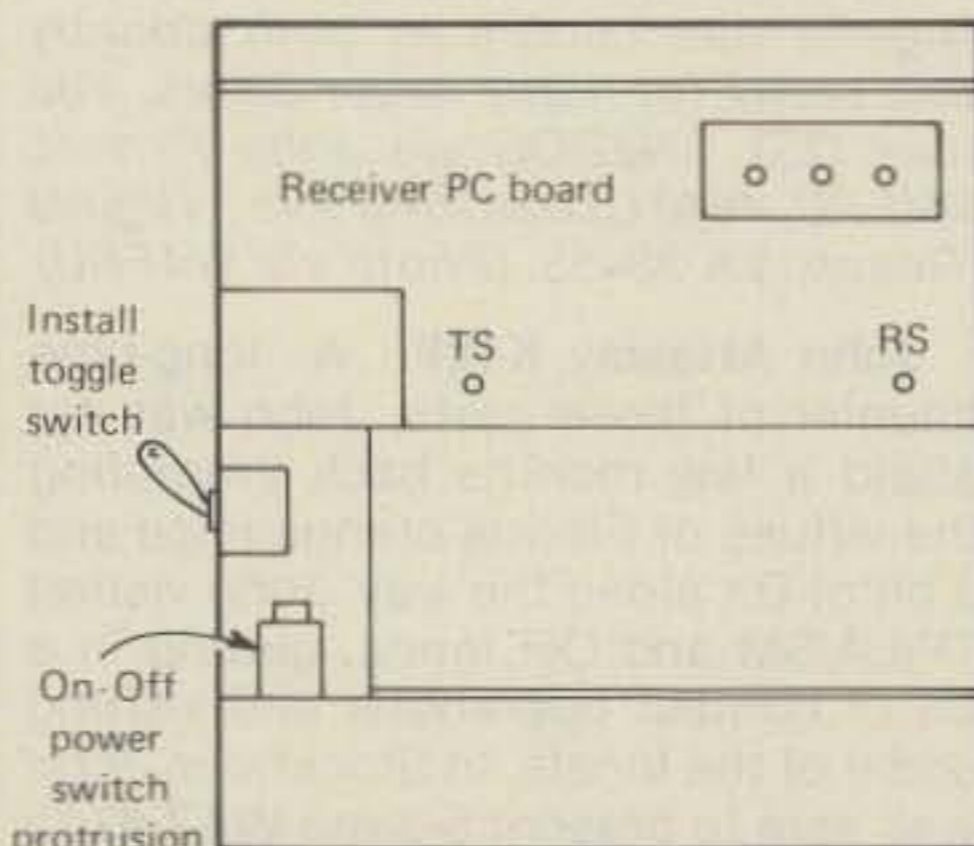 Receiver PC board
Install
toggle
switch
TS
RS
On-Off
power
switch
protrusion